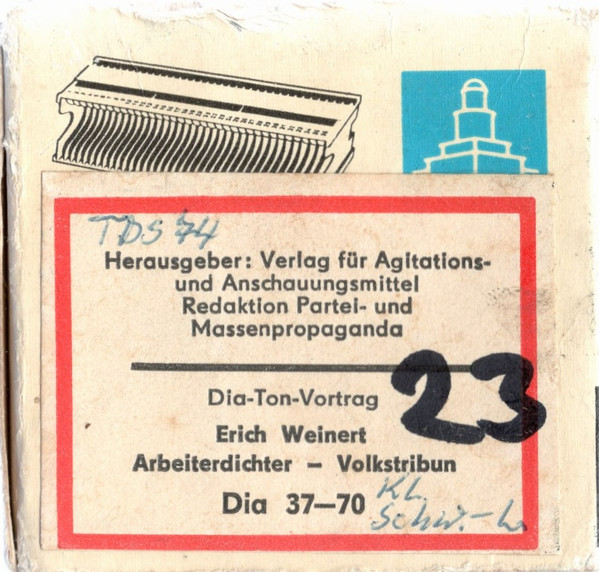 TDS 74
Herausgeber: Verlag für Agitations-
und Anschauungsmittel
Redaktion Partei- und
Massenpropaganda
23
Dia-Ton-Vortrag
Erich Weinert
Arbeiterdichter – Volkstribun
Dia 37—70